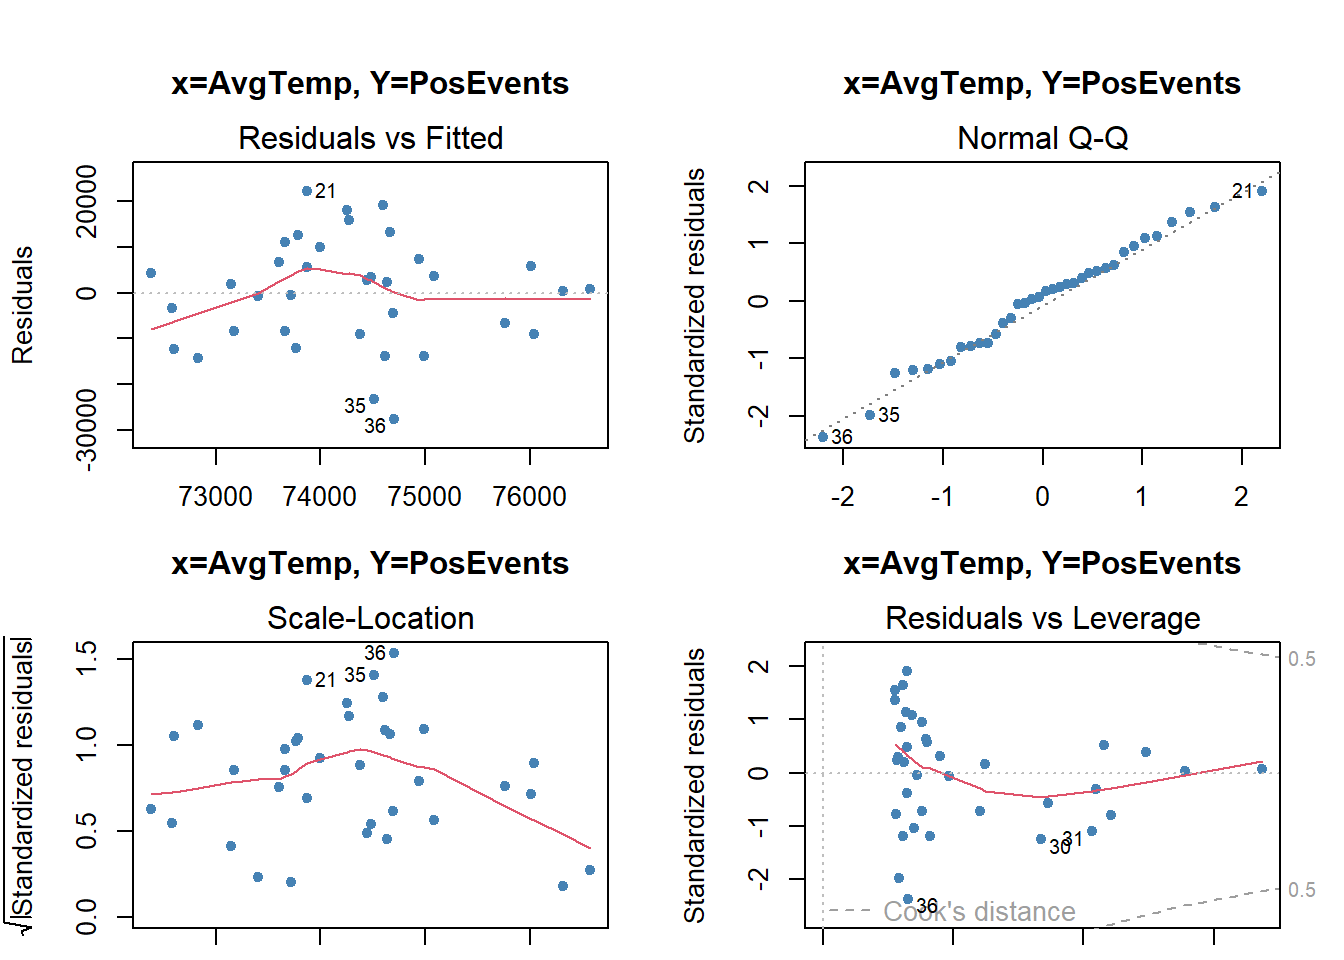 x=AvgTemp, Y=PosEvents
Residuals vs Fitted
Residuals
20000
0
-30000
21
35
36
73000 74000 75000 76000
x=AvgTemp, Y=PosEvents
Normal Q-Q
Standardized residuals
2
1
0
-1
-2
21
35
36
-2 -1 0 1 2
x=AvgTemp, Y=PosEvents
Scale-Location
√|Standardized residuals|
1.5
1.0
0.5
0.0
36
35
21
x=AvgTemp, Y=PosEvents
Residuals vs Leverage
Standardized residuals
2
1
0
-1
-2
0.5
31
30
36
0.5
Cook's distance